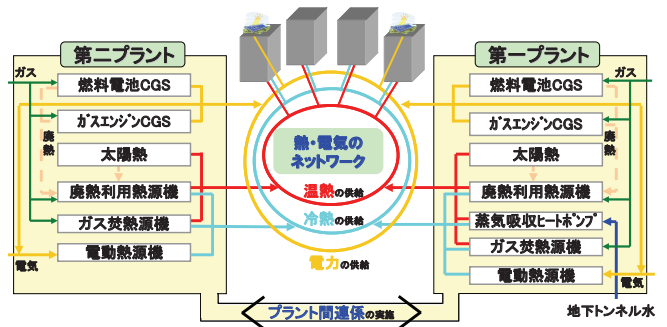 第二プラント
ガス
燃料電池CGS
ガスエンジンCGS
廃熱
太陽熱
廃熱利用熱源機
ガス焚熱源機
電動熱源機
電気
熱・電気の
ネットワーク
温熱の供給
冷熱の供給
電力の供給
第一プラント
ガス
燃料電池CGS
ガスエンジンCGS
廃熱
太陽熱
廃熱利用熱源機
蒸気吸収ヒートポンプ
ガス焚熱源機
電動熱源機
電気
地下トンネル水
プラント間連係の実施